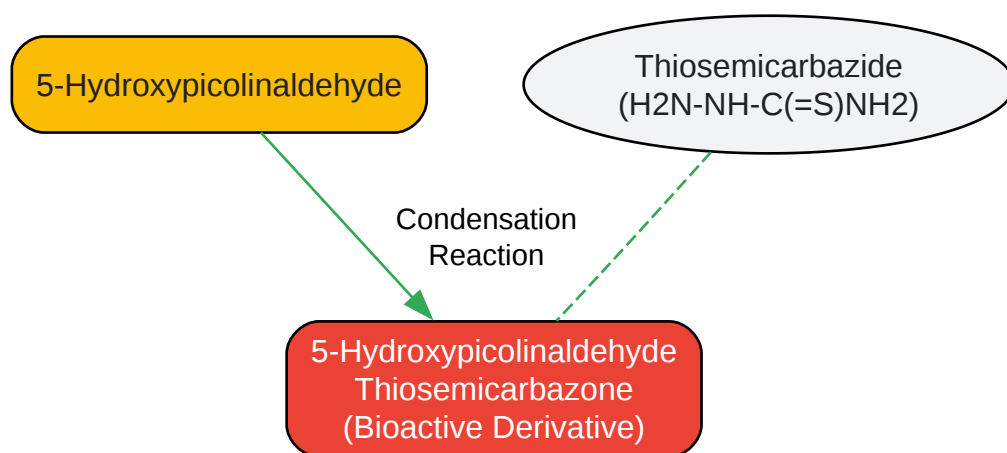 5-Hydroxypicolinaldehyde
Thiosemicarbazide
(H2N-NH-C(=S)NH2)
Condensation
Reaction
5-Hydroxypicolinaldehyde
Thiosemicarbazone
(Bioactive Derivative)